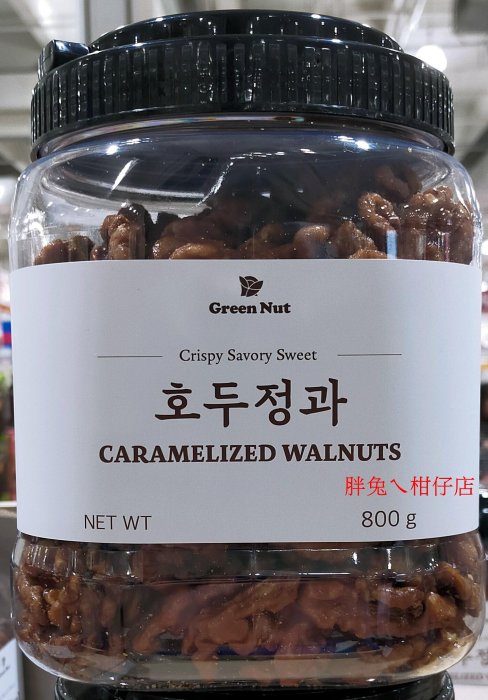 Green Nut
Crispy Savory Sweet
호두정과
CARAMELIZED WALNUTS
胖兔ㄟ柑仔店
NET WT 800 g